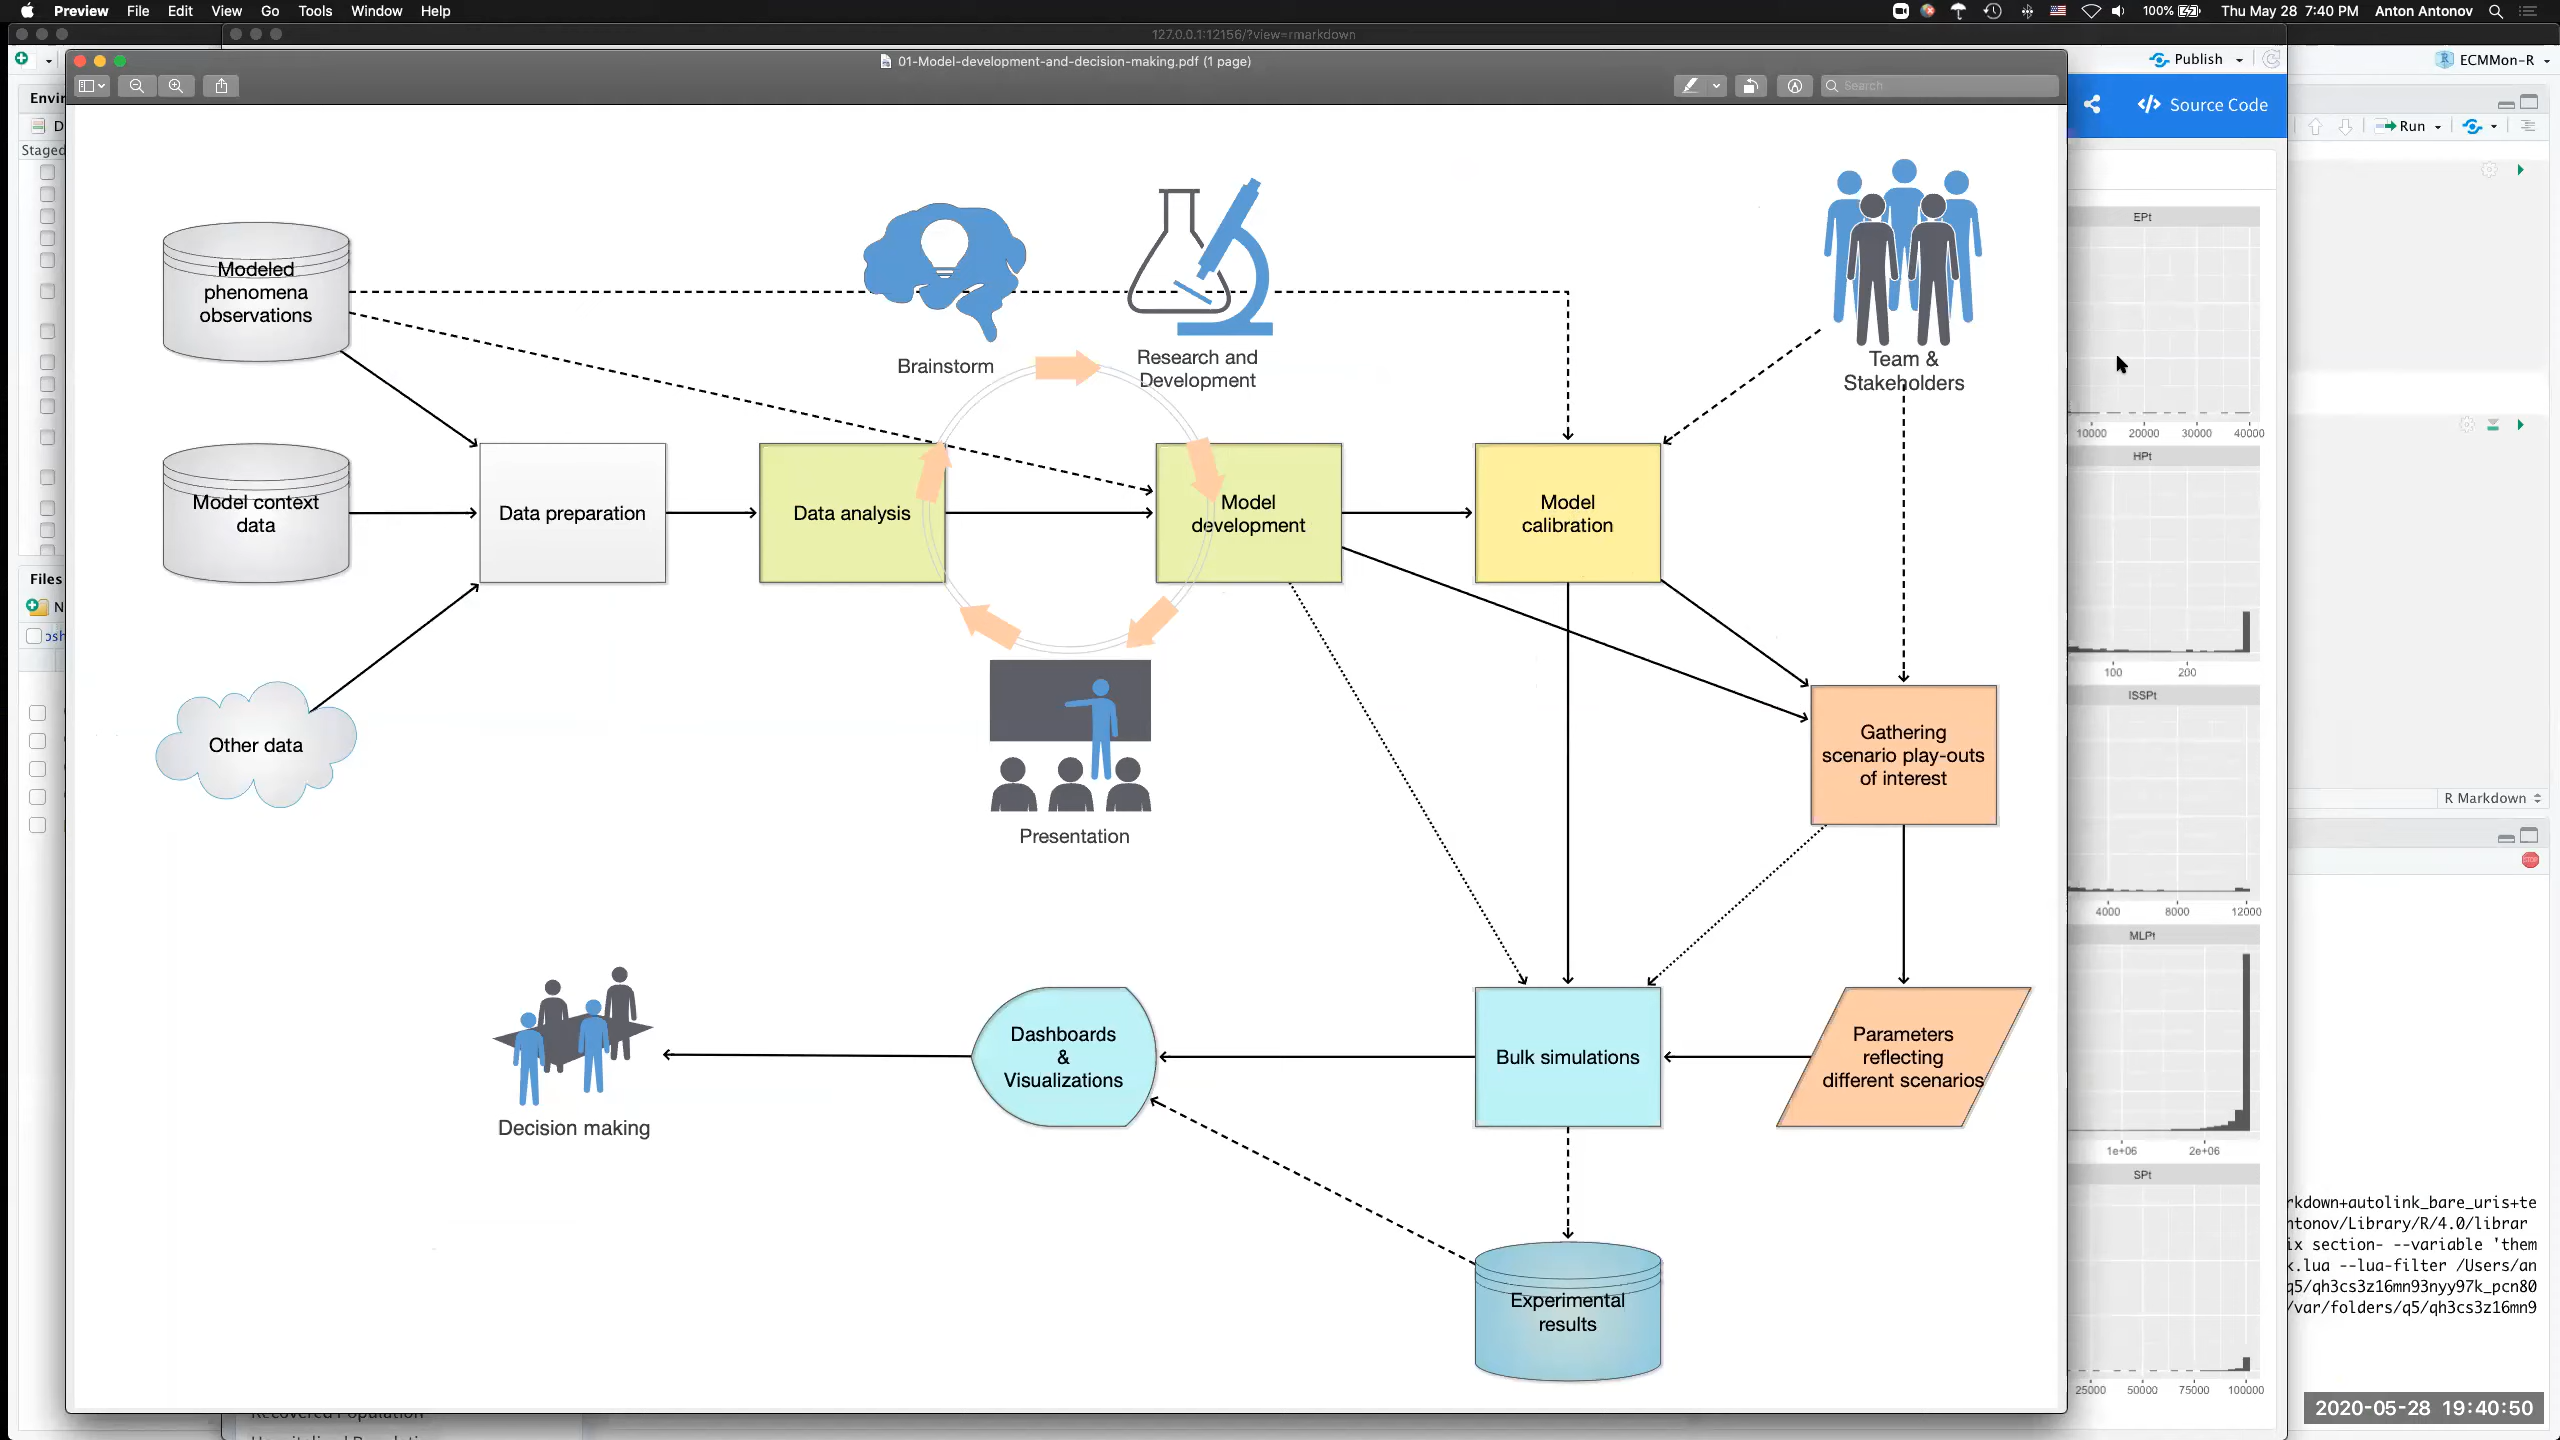 Preview File Edit View Go Tools Window Help
100%
Thu May 28 7:40 PM Anton Antonov
127.0.0.1:12156/?view=rmarkdown
01-Model-development-and-decision-making.pdf (1 page)
Search
Publish
ECMMon-R
Source Code
Run
Staged
Files
Modeled
phenomena
observations
Brainstorm
Research and
Development
Team &
Stakeholders
Model context
data
Data preparation
Data analysis
Model
development
Model
calibration
Other data
Gathering
scenario play-outs
of interest
Presentation
Decision making
Dashboards
&
Visualizations
Bulk simulations
Parameters
reflecting
different scenarios
Experimental
results
EPt
10000 20000 30000 40000
HPt
100 200
ISSPt
4000 8000 12000
MLPt
1e+06 2e+06
SPt
25000 50000 75000 100000
R Markdown
rkdown+autolink_bare_uris+te
ntonov/Library/R/4.0/librar
ix section- --variable 'them
k.lua --lua-filter /Users/an
q5/qh3cs3z16mn93nyy97k_pcn80
/var/folders/q5/qh3cs3z16mn9
2020-05-28 19:40:50